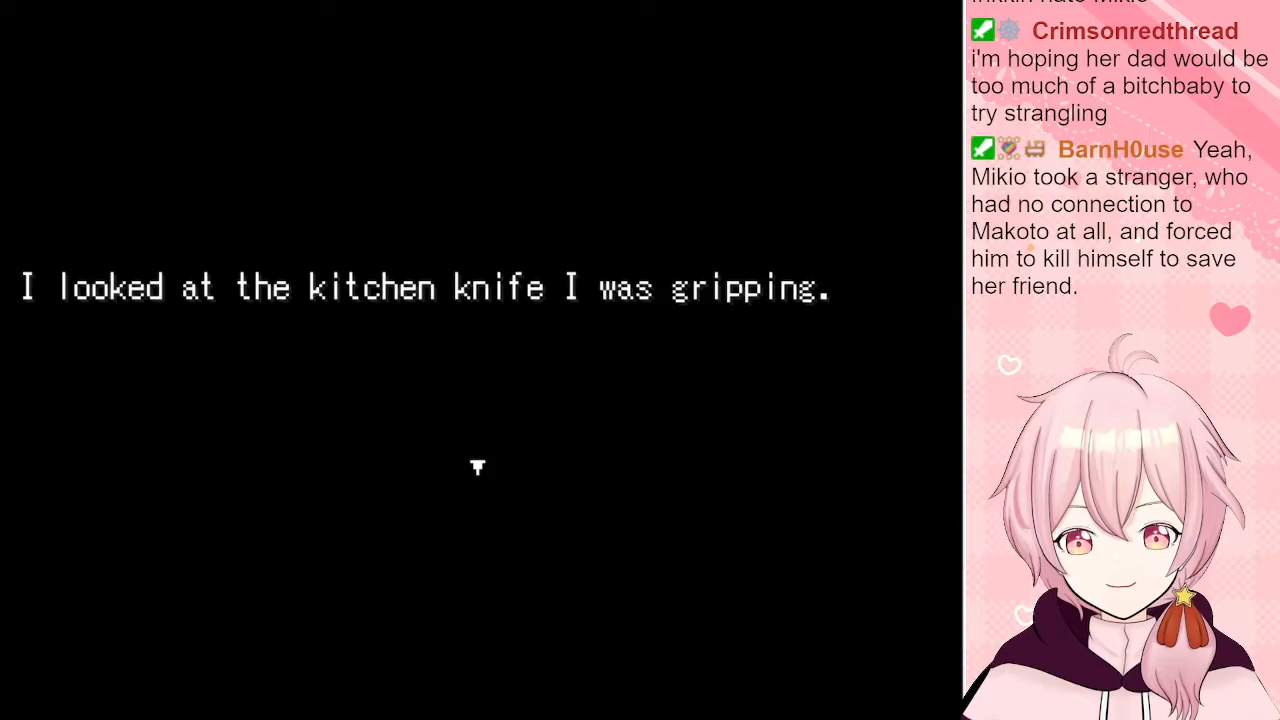 I looked at the kitchen knife I was gripping.
Crimsonredthread
i'm hoping her dad would be
too much of a bitchbaby to
try strangling
BarnH0use Yeah,
Mikio took a stranger, who
had no connection to
Makoto at all, and forced
him to kill himself to save
her friend.